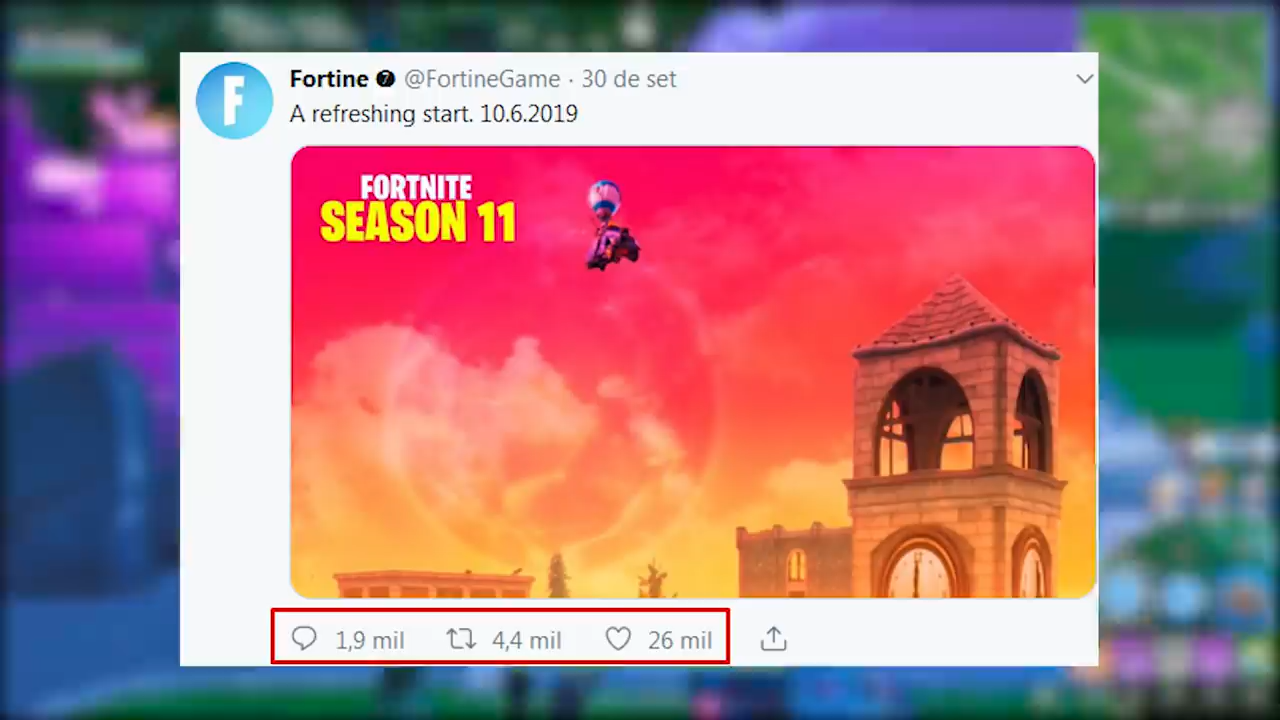 Fortine 7 @FortineGame · 30 de set
A refreshing start. 10.6.2019
FORTNITE
SEASON 11
1,9 mil 4,4 mil 26 mil